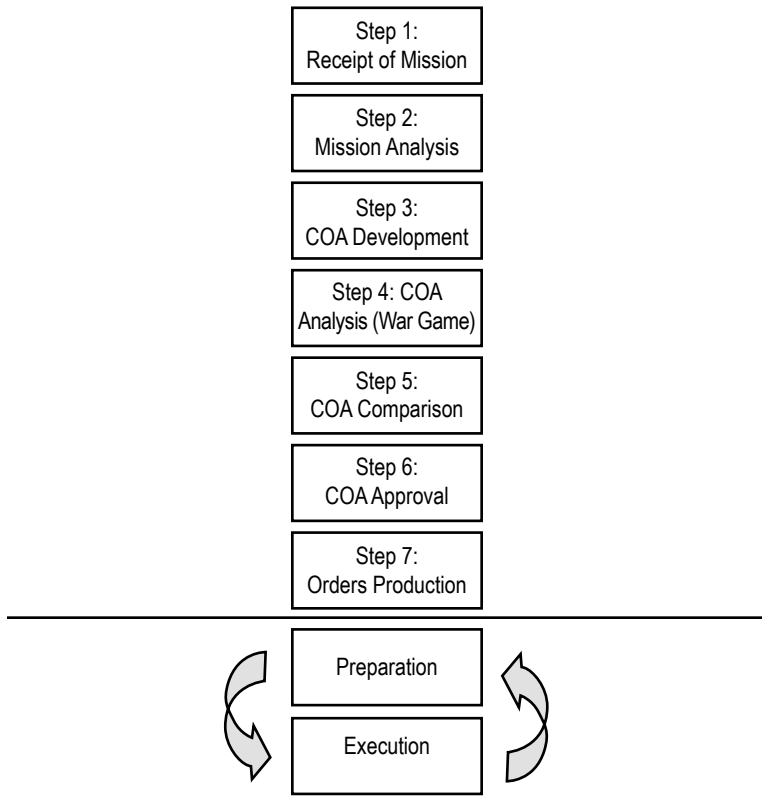 Step 1:
Receipt of Mission
Step 2:
Mission Analysis
Step 3:
COA Development
Step 4: COA
Analysis (War Game)
Step 5:
COA Comparison
Step 6:
COA Approval
Step 7:
Orders Production
Preparation
Execution